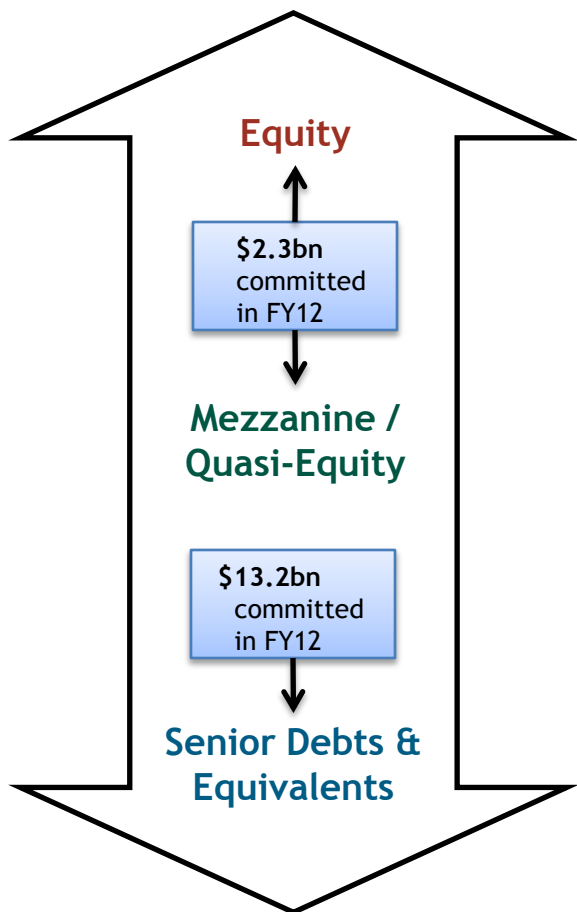 Equity
$2.3bn
committed
in FY12
Mezzanine /
Quasi-Equity
$13.2bn
committed
in FY12
Senior Debts &
Equivalents